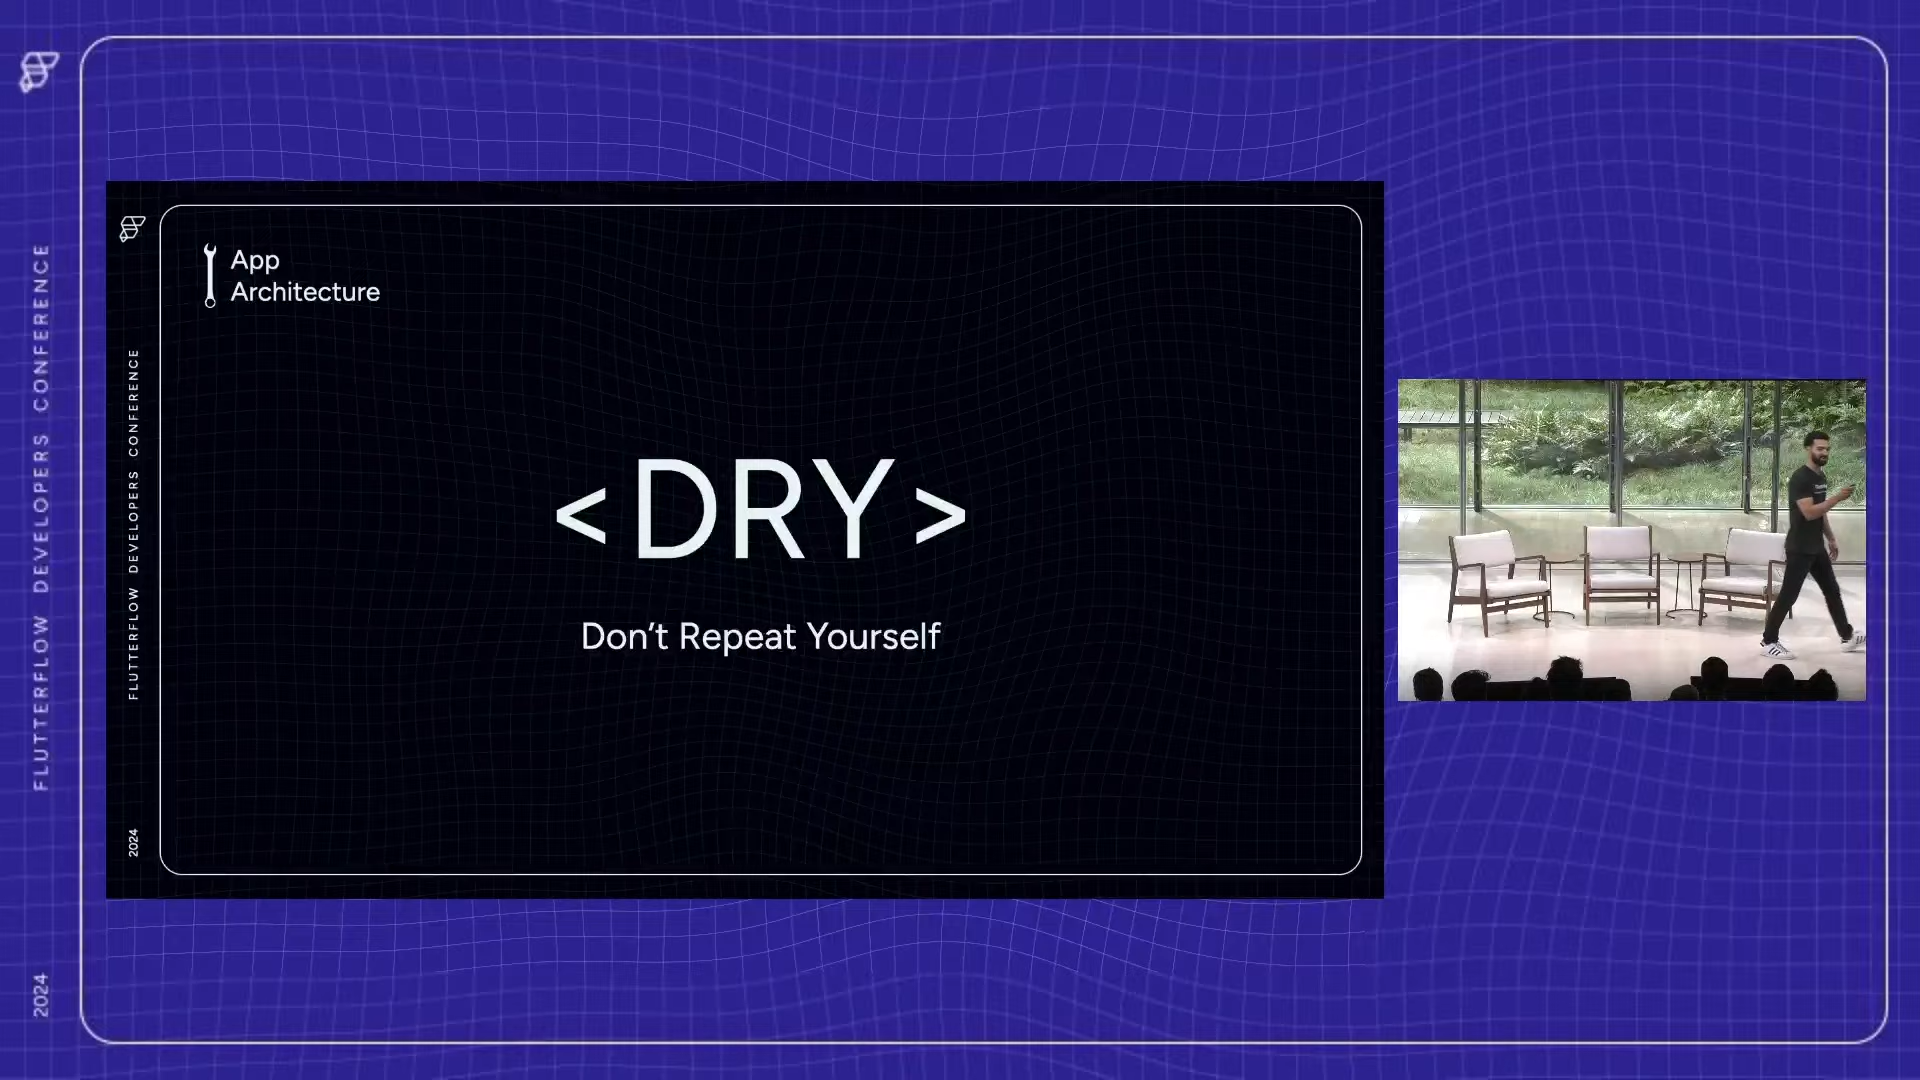 FLUTTERFLOW DEVELOPERS CONFERENCE
2024
App
Architecture
<DRY>
Don’t Repeat Yourself
FLUTTERFLOW DEVELOPERS CONFERENCE
2024